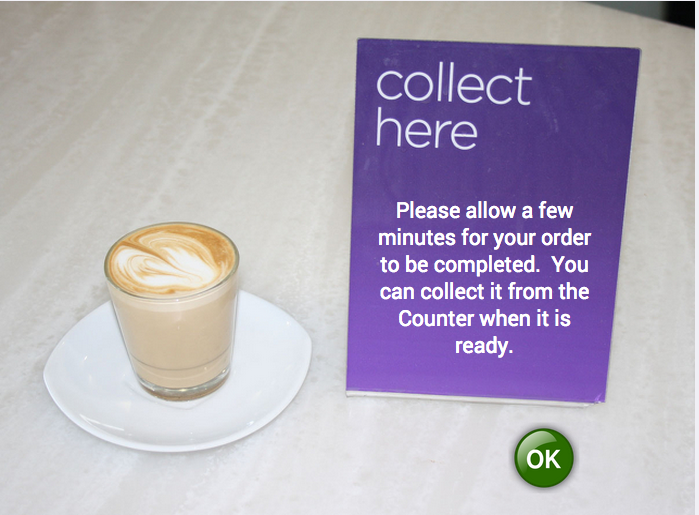 collect
here
Please allow a few
minutes for your order
to be completed.  You
can collect it from the
Counter when it is
ready.
OK